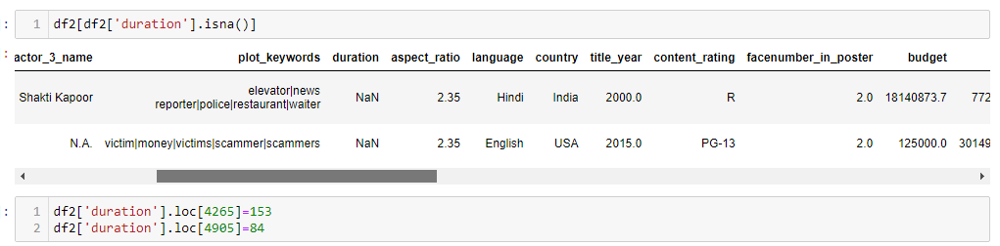 : 1 df2[df2['duration'].isna()]
:
actor_3_name plot_keywords duration aspect_ratio language country title_year content_rating facenumber_in_poster budget
Shakti Kapoor elevator|news reporter|police|restaurant|waiter NaN 2.35 Hindi India 2000.0 R 2.0 18140873.7 772
N.A. victim|money|victims|scammer|scammers NaN 2.35 English USA 2015.0 PG-13 2.0 125000.0 30149
: 1 df2['duration'].loc[4265]=153
2 df2['duration'].loc[4905]=84